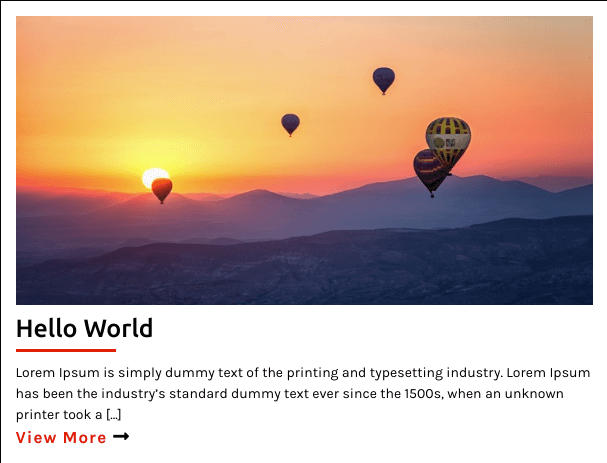 Hello World
Lorem Ipsum is simply dummy text of the printing and typesetting industry. Lorem Ipsum
has been the industry’s standard dummy text ever since the 1500s, when an unknown
printer took a [...]
View More →